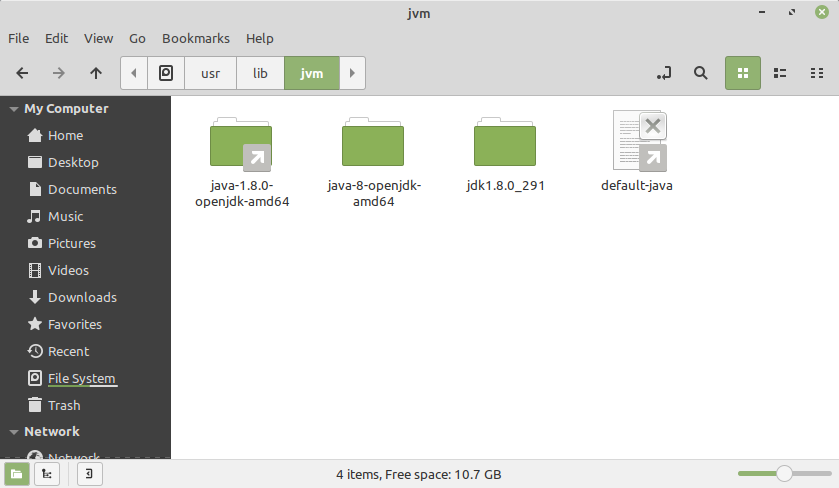 jvm
File Edit View Go Bookmarks Help
usr lib jvm
My Computer
Home
Desktop
Documents
Music
Pictures
Videos
Downloads
Favorites
Recent
File System
Trash
Network
Network
java-1.8.0-
openjdk-amd64
java-8-openjdk-
amd64
jdk1.8.0_291
default-java
4 items, Free space: 10.7 GB